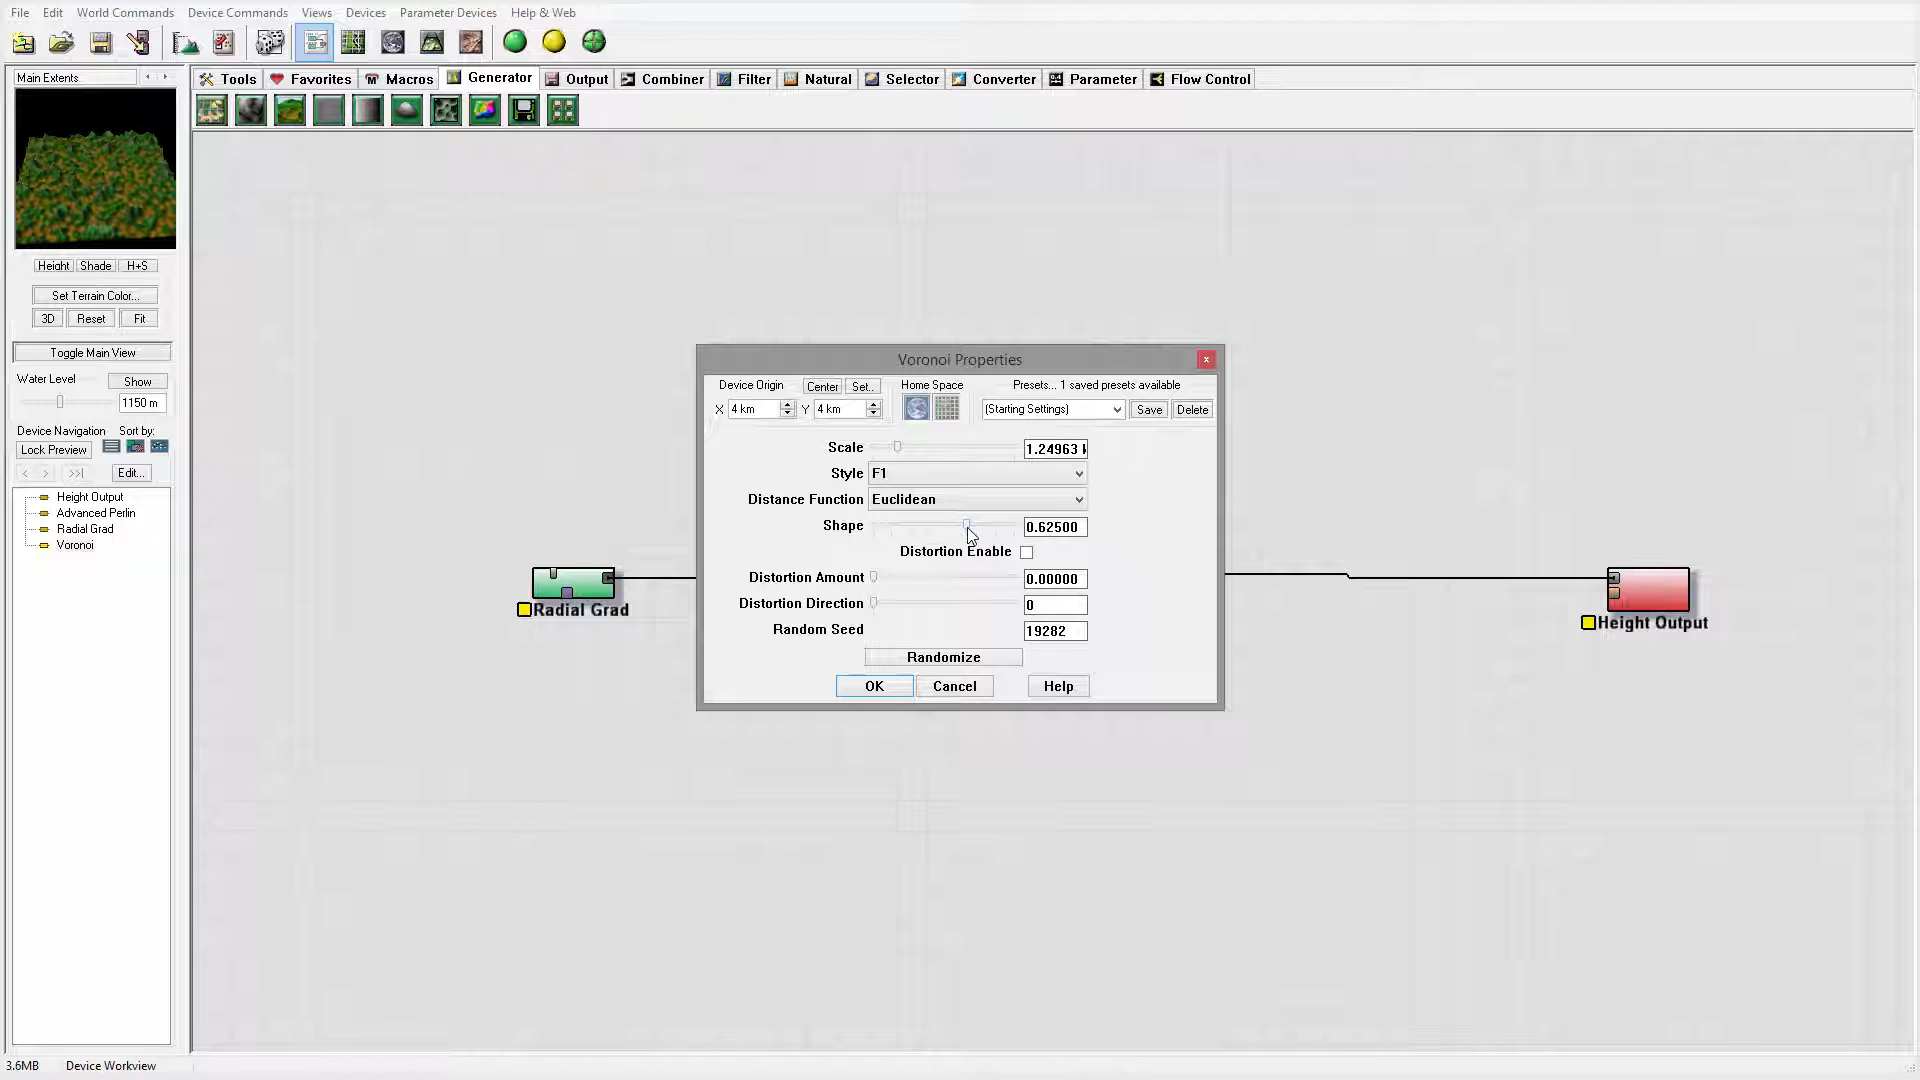 File Edit World Commands Device Commands Views Devices Parameter Devices Help & Web
Main Extents
Tools Favorites Macros Generator Output Combiner Filter Natural Selector Converter Parameter Flow Control
Height Shade H+S
Set Terrain Color...
3D Reset Fit
Toggle Main View
Water Level Show
1150 m
Device Navigation Sort by:
Lock Preview
< > >>| Edit...
Height Output
Advanced Perlin
Radial Grad
Voronoi
Radial Grad
Voronoi Properties
x
Device Origin Center Set.. Home Space Presets... 1 saved presets available
X 4 km Y 4 km (Starting Settings) Save Delete
Scale 1.24963
Style F1
Distance Function Euclidean
Shape 0.62500
Distortion Enable
Distortion Amount 0.00000
Distortion Direction 0
Random Seed 19282
Randomize
OK Cancel Help
Height Output
3.6MB Device Workview